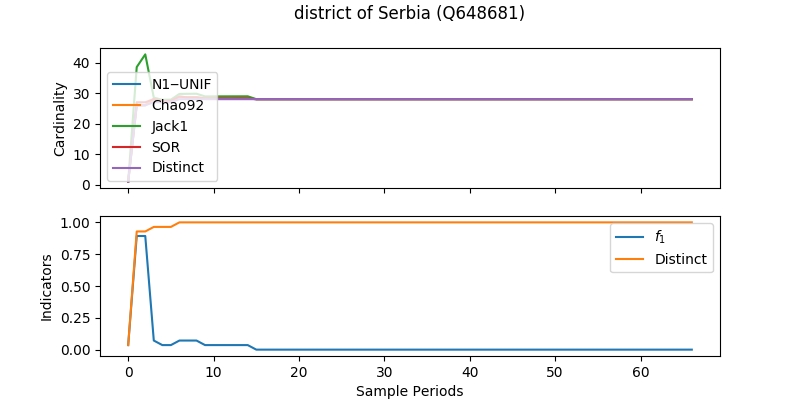 district of Serbia (Q648681)
Cardinality
40
30
20
10
0
N1‒UNIF
Chao92
Jack1
SOR
Distinct
Indicators
1.00
0.75
0.50
0.25
0.00
f1
Distinct
0 10 20 30 40 50 60
Sample Periods